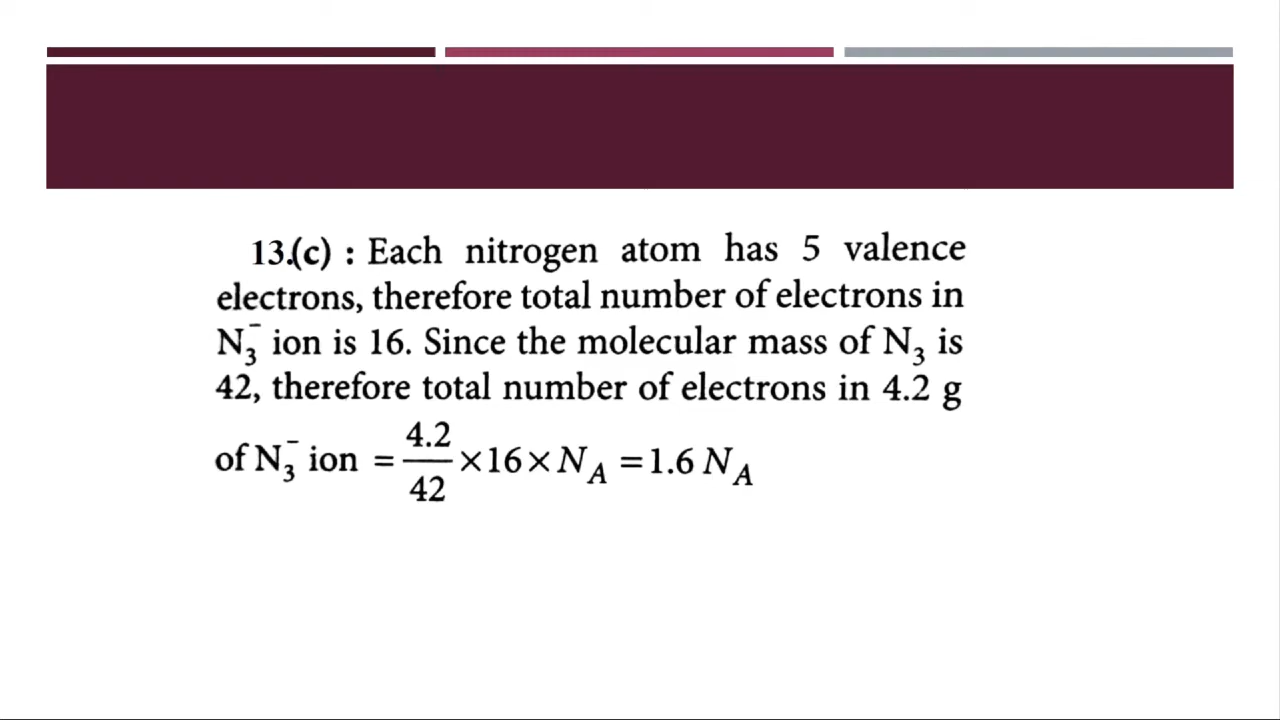 13.(c) : Each nitrogen atom has 5 valence
electrons, therefore total number of electrons in
N₃⁻ ion is 16. Since the molecular mass of N₃ is
42, therefore total number of electrons in 4.2 g
of N₃⁻ ion = 4.2/42 ×16× N_A =1.6 N_A